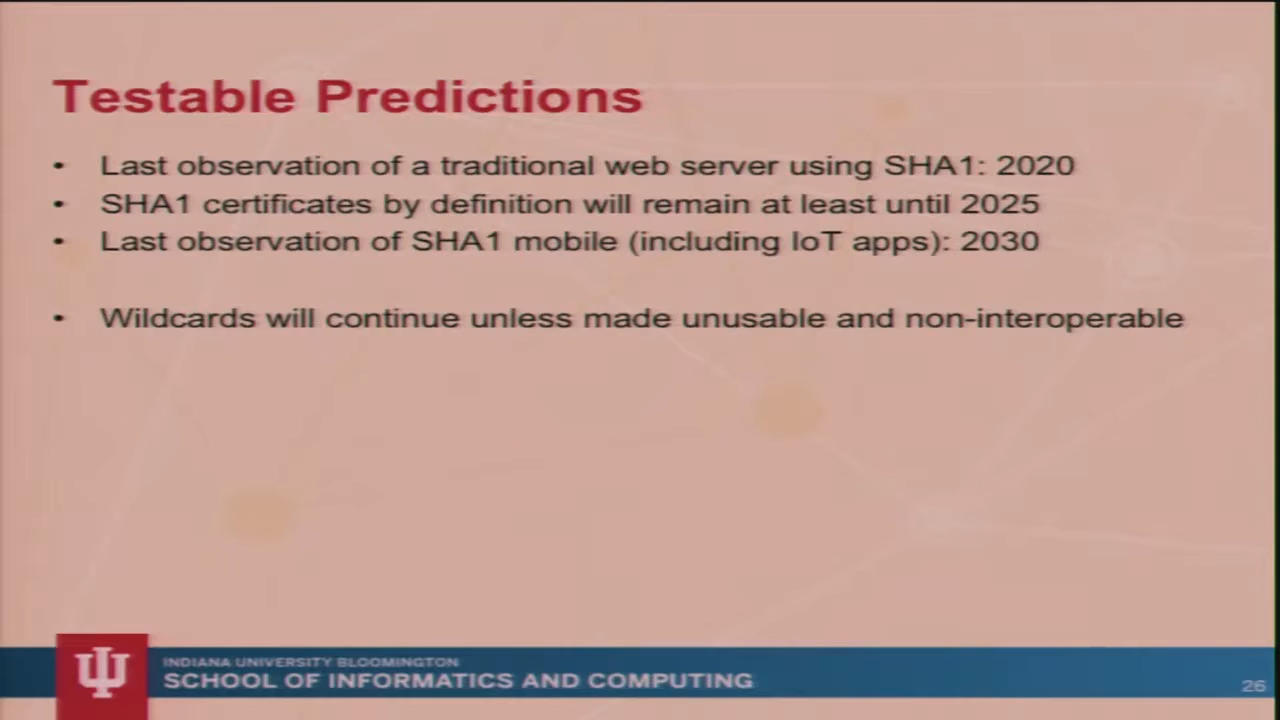 Testable Predictions
• Last observation of a traditional web server using SHA1: 2020
• SHA1 certificates by definition will remain at least until 2025
• Last observation of SHA1 mobile (including IoT apps): 2030
• Wildcards will continue unless made unusable and non-interoperable
INDIANA UNIVERSITY BLOOMINGTON
SCHOOL OF INFORMATICS AND COMPUTING
26